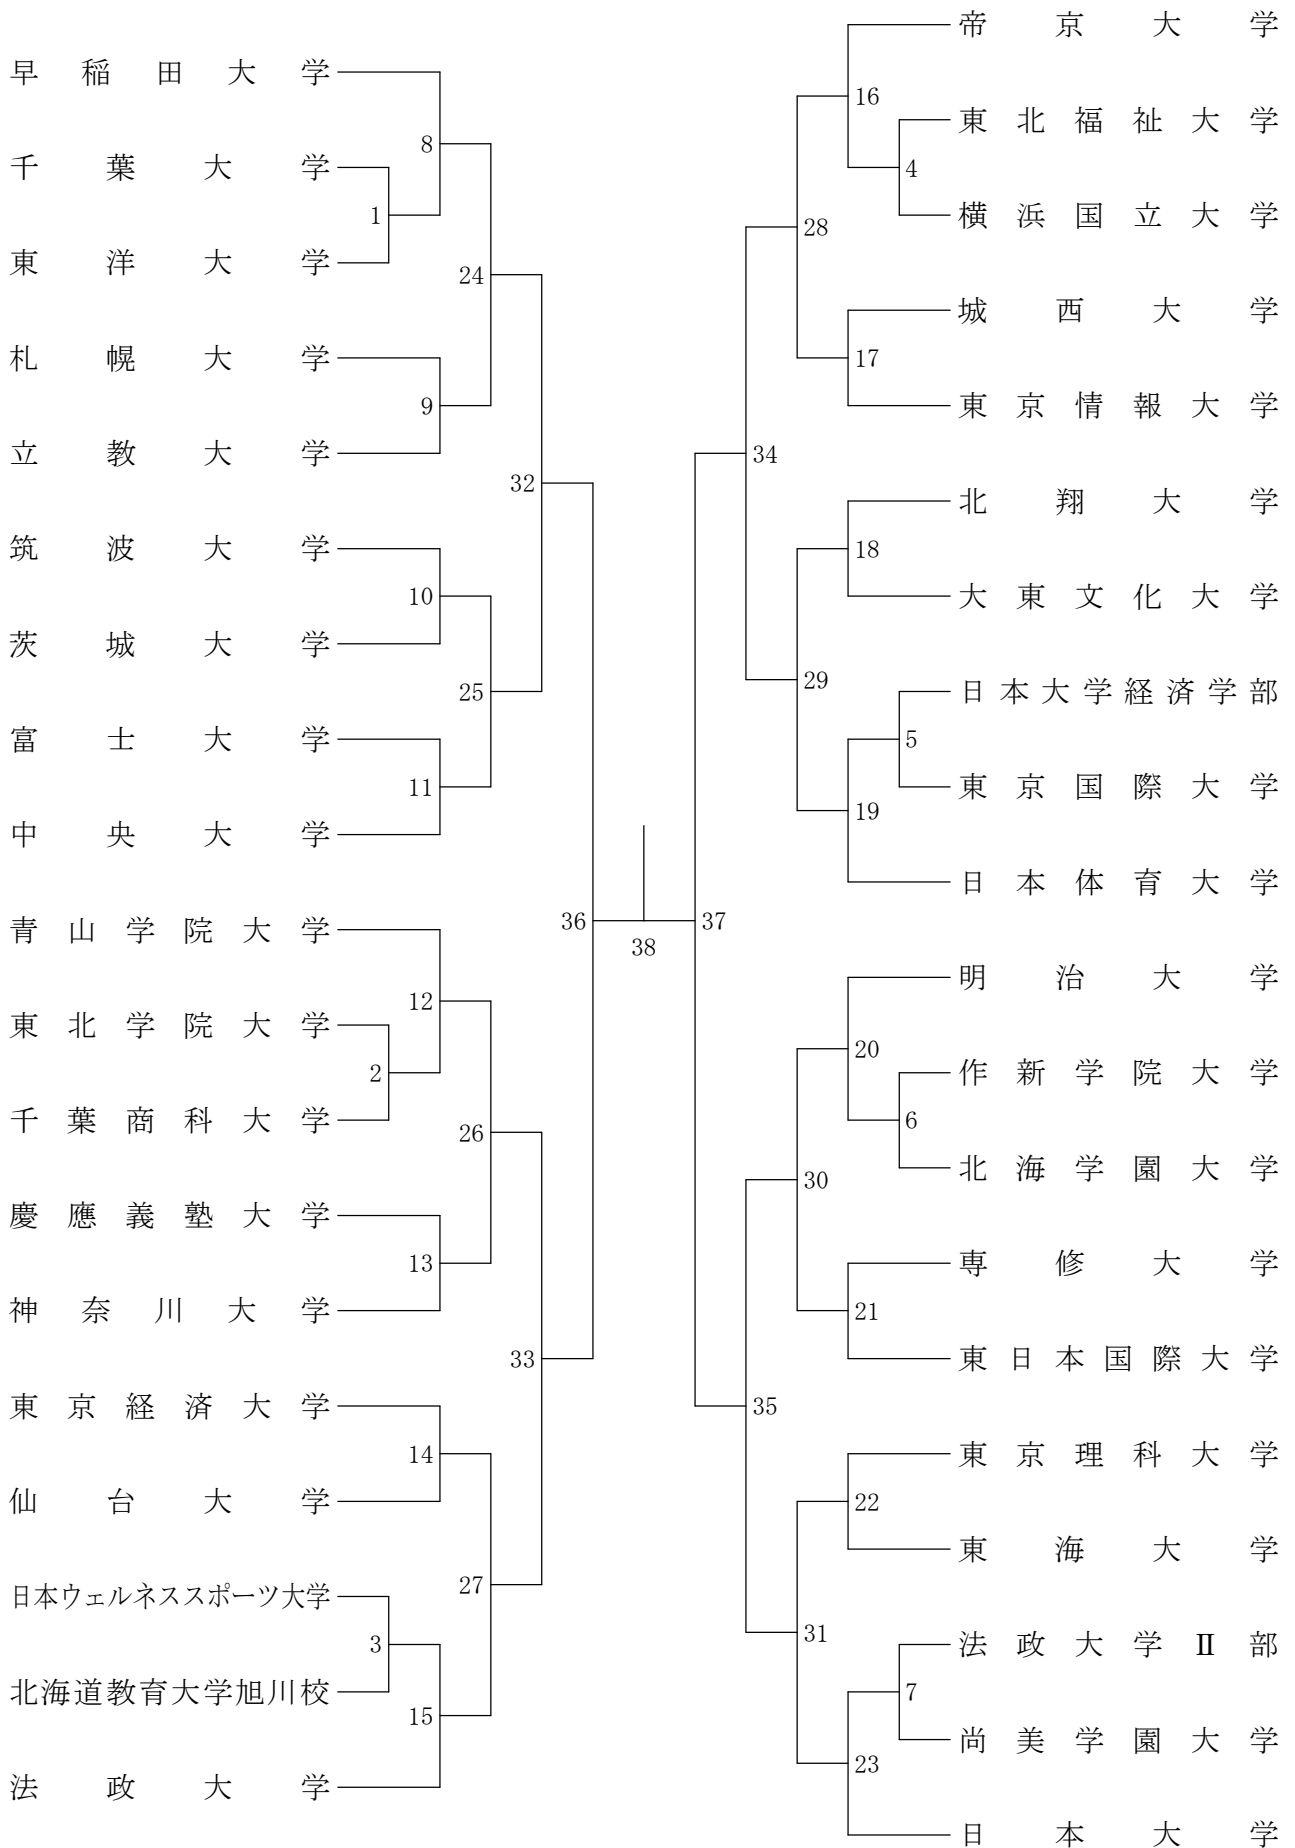 早稲田大学
8
千葉大学
1
東洋大学
24
札幌大学
9
立教大学
32
筑波大学
10
茨城大学
25
富士大学
11
中央大学
36
青山学院大学
12
東北学院大学
2
千葉商科大学
26
慶應義塾大学
13
神奈川大学
33
東京経済大学
14
仙台大学
27
日本ウェルネススポーツ大学
3
北海道教育大学旭川校
15
法政大学
38
帝京大学
16
東北福祉大学
4
横浜国立大学
28
城西大学
17
東京情報大学
34
北翔大学
18
大東文化大学
29
日本大学経済学部
5
東京国際大学
19
日本体育大学
37
明治大学
20
作新学院大学
6
北海学園大学
30
専修大学
21
東日本国際大学
35
東京理科大学
22
東海大学
31
法政大学Ⅱ部
7
尚美学園大学
23
日本大学